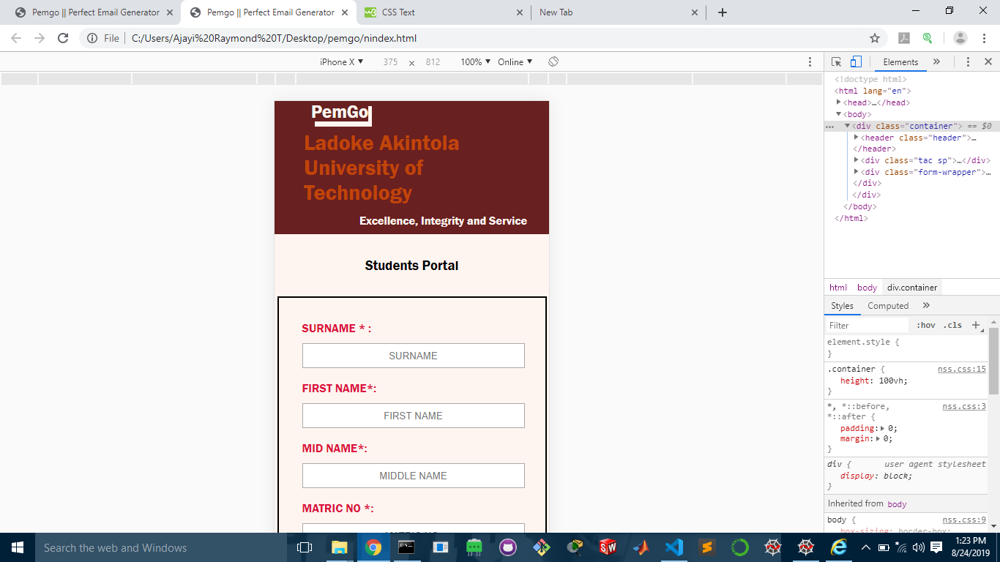 Pemgo || Perfect Email Generator
Pemgo || Perfect Email Generator
CSS Text
New Tab
File
C:/Users/Ajayi%20Raymond%20T/Desktop/pemgo/nindex.html
iPhone X ▼ 375 x 812 100% ▼ Online ▼
Elements
PemGo
Ladoke Akintola
University of
Technology
Excellence, Integrity and Service
Students Portal
SURNAME * :
SURNAME
FIRST NAME*:
FIRST NAME
MID NAME*:
MIDDLE NAME
MATRIC NO *:
<!doctype html>
<html lang="en">
<head>…</head>
<body>
<div class="container"> == $0
<header class="header">…
</header>
<div class="tac sp">…</div>
<div class="form-wrapper">…
</div>
</div>
</body>
</html>
html body div.container
Styles Computed
Filter :hov .cls +
element.style {
}
.container { nss.css:15
height: 100vh;
}
*, *::before, nss.css:3
*::after {
padding: 0;
margin: 0;
}
div { user agent stylesheet
display: block;
}
Inherited from body
body { nss.css:9
box-sizing: border-box;
Search the web and Windows
1:23 PM
8/24/2019